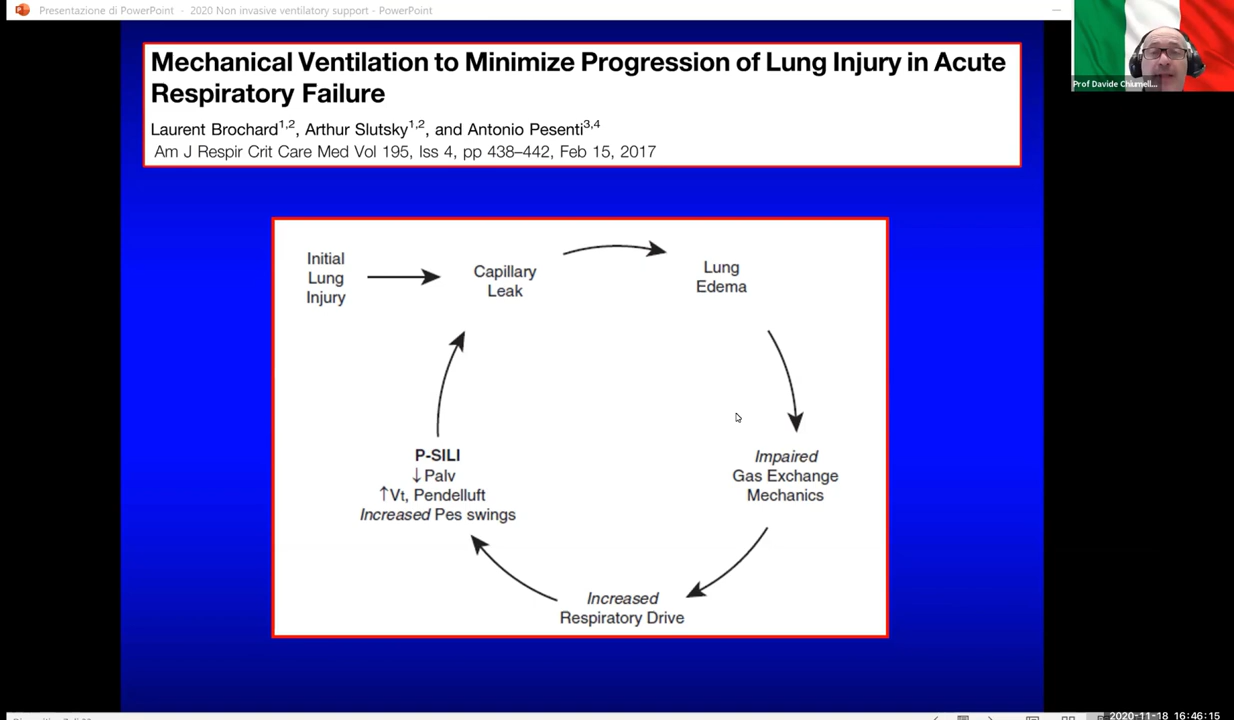 Presentazione di PowerPoint - 2020 Non invasive ventilatory support - PowerPoint
Prof Davide Chiumell...
Mechanical Ventilation to Minimize Progression of Lung Injury in Acute
Respiratory Failure
Laurent Brochard1,2, Arthur Slutsky1,2, and Antonio Pesenti3,4
Am J Respir Crit Care Med Vol 195, Iss 4, pp 438–442, Feb 15, 2017
Initial
Lung
Injury
Capillary
Leak
Lung
Edema
Impaired
Gas Exchange
Mechanics
Increased
Respiratory Drive
P-SILI
↓Palv
↑Vt, Pendelluft
Increased Pes swings
2020-11-18 16:46:15